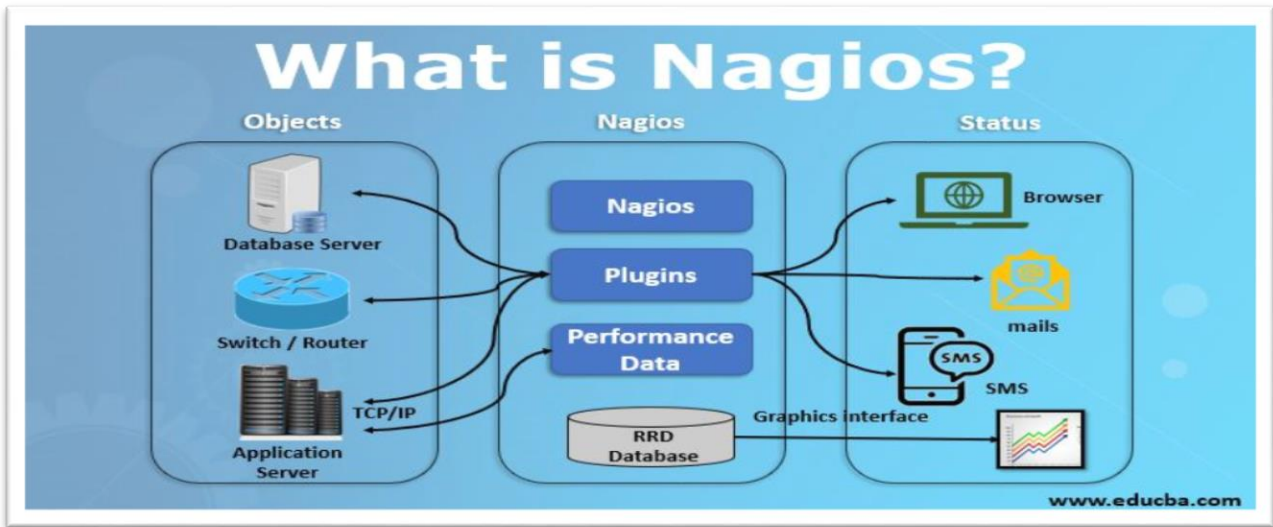 What is Nagios?
Objects
Nagios
Status
Database Server
Switch / Router
TCP/IP
Application
Server
Nagios
Plugins
Performance
Data
RRD
Database
Graphics interface
Browser
mails
SMS
SMS
www.educba.com